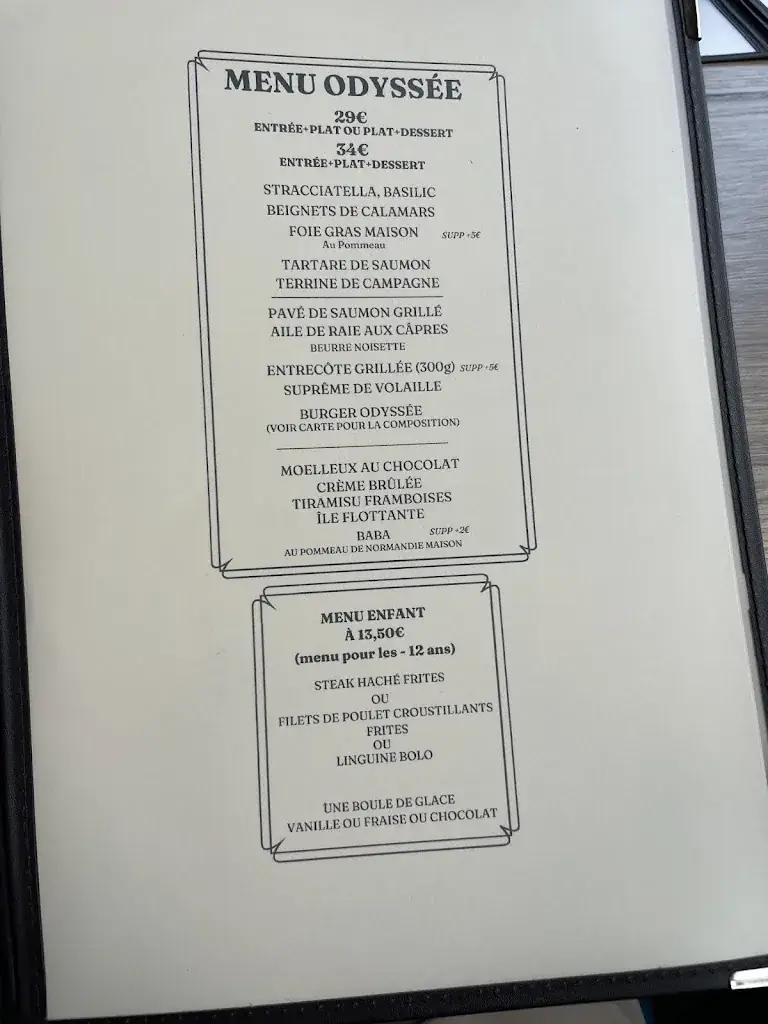 MENU ODYSSÉE
29€
ENTRÉE+PLAT OU PLAT+DESSERT
34€
ENTRÉE+PLAT+DESSERT
STRACCIATELLA, BASILIC
BEIGNETS DE CALAMARS
FOIE GRAS MAISON SUPP +5€
Au Pommeau
TARTARE DE SAUMON
TERRINE DE CAMPAGNE
PAVÉ DE SAUMON GRILLÉ
AILE DE RAIE AUX CÂPRES
BEURRE NOISETTE
ENTRECÔTE GRILLÉE (300g) SUPP +5€
SUPRÊME DE VOLAILLE
BURGER ODYSSÉE
(VOIR CARTE POUR LA COMPOSITION)
MOELLEUX AU CHOCOLAT
CRÈME BRÛLÉE
TIRAMISU FRAMBOISES
ÎLE FLOTTANTE
BABA SUPP +2€
AU POMMEAU DE NORMANDIE MAISON
MENU ENFANT
À 13,50€
(menu pour les - 12 ans)
STEAK HACHÉ FRITES
OU
FILETS DE POULET CROUSTILLANTS
FRITES
OU
LINGUINE BOLO
UNE BOULE DE GLACE
VANILLE OU FRAISE OU CHOCOLAT